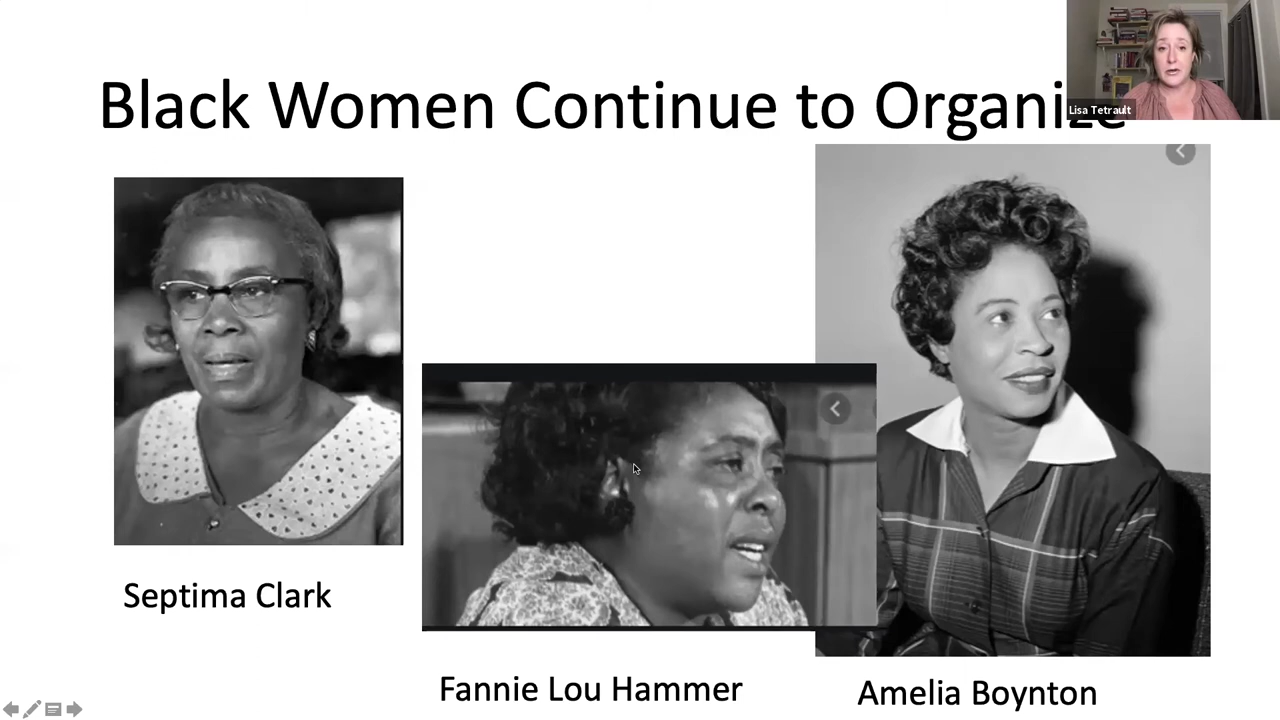 Black Women Continue to Organize
Lisa Tetrault
Septima Clark
Fannie Lou Hammer
Amelia Boynton